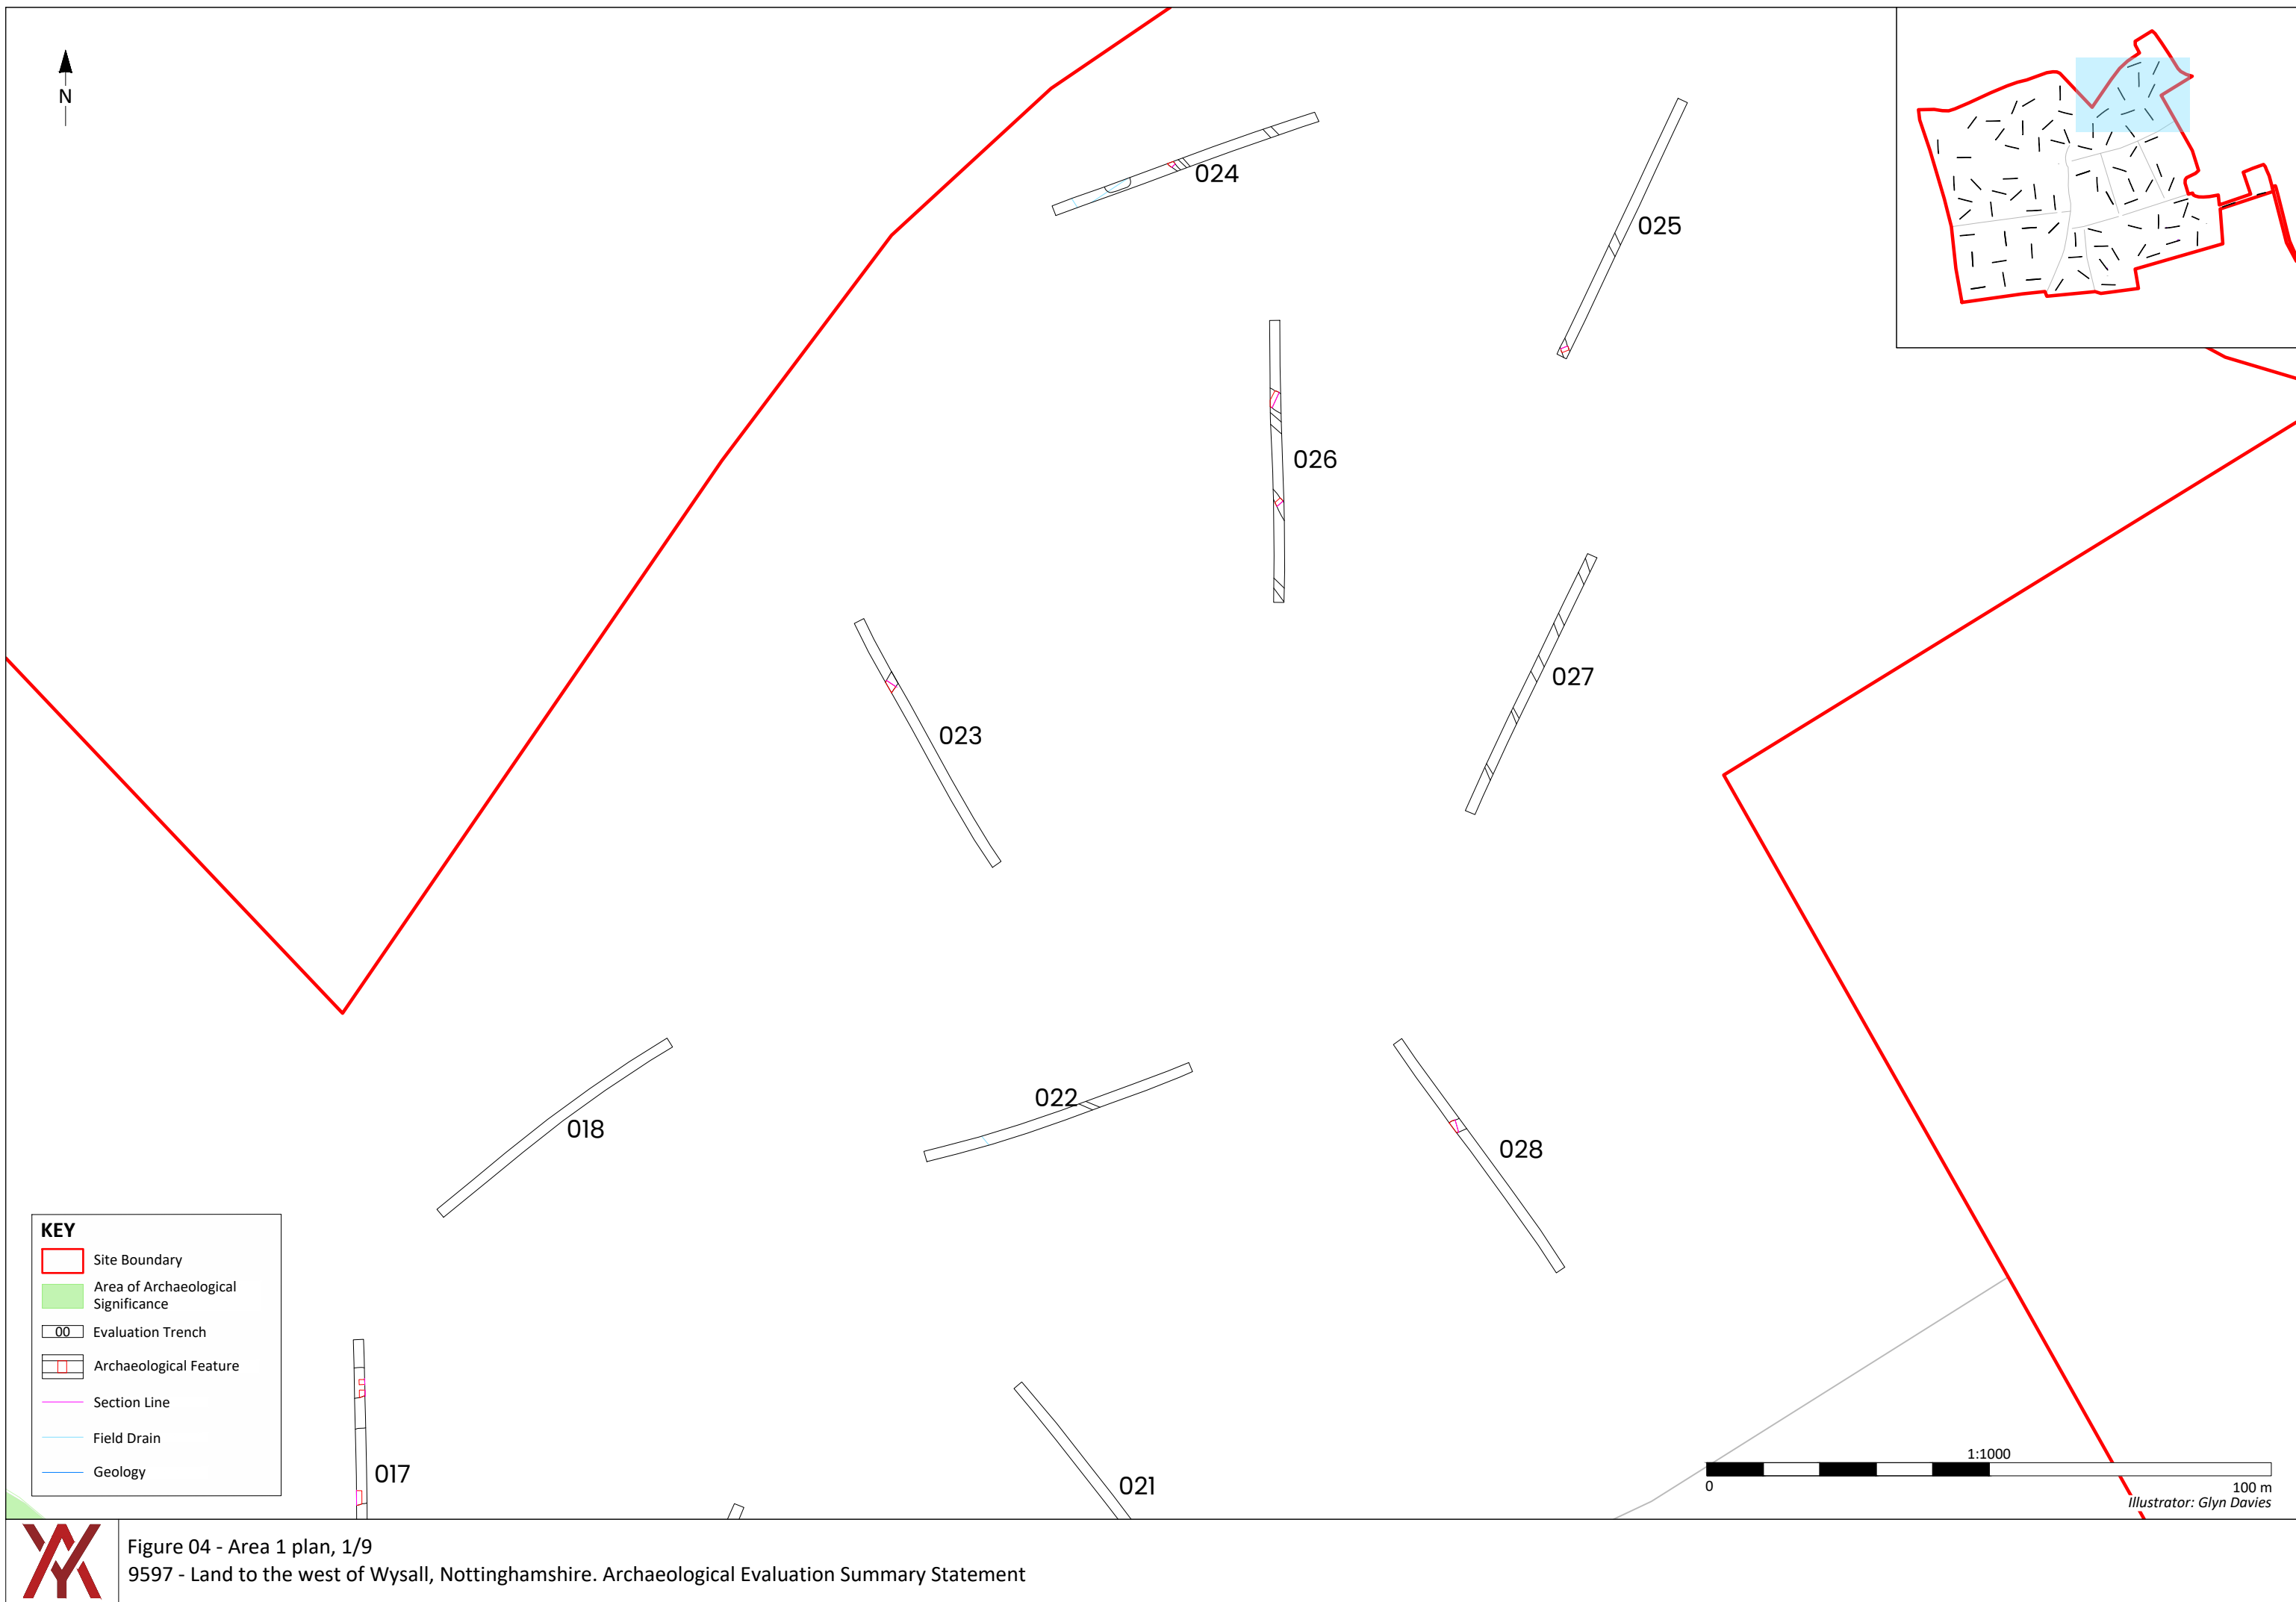 N
024
025
026
027
023
022
018
028
017
021
KEY
Site Boundary
Area of Archaeological
Significance
00 Evaluation Trench
Archaeological Feature
Section Line
Field Drain
Geology
1:1000
0 100 m
Illustrator: Glyn Davies
Figure 04 - Area 1 plan, 1/9
9597 - Land to the west of Wysall, Nottinghamshire. Archaeological Evaluation Summary Statement